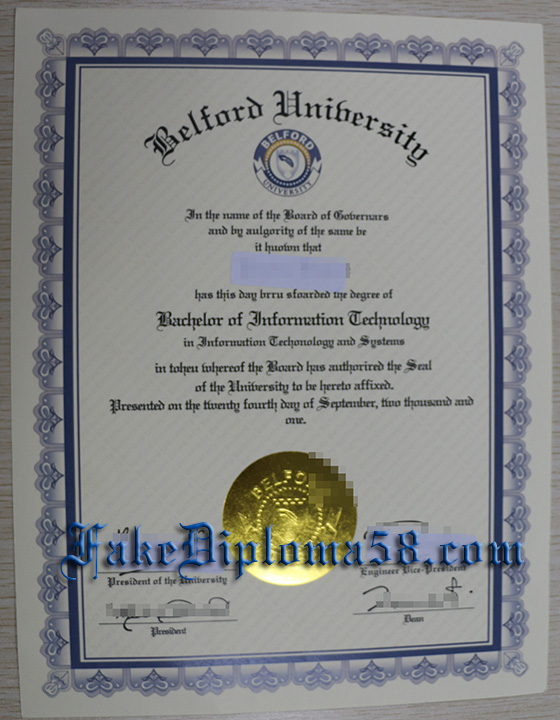 Belford University
BELFORD
UNIVERSITY
In the name of the Board of Governars
and by aulgority of the same be
it huown that
has this day brru sfoarded the degree of
Bachelor of Information Techuology
in Information Techonology and Systems
in toheu whereof the Board has authorired the Seal
of the University to be hereto affixed.
Presented on the twenty fourth day of September, two thousand and
one.
BELFO
FakeDiploma58.com
President of the University
Engineer Vice-President
President
Dean